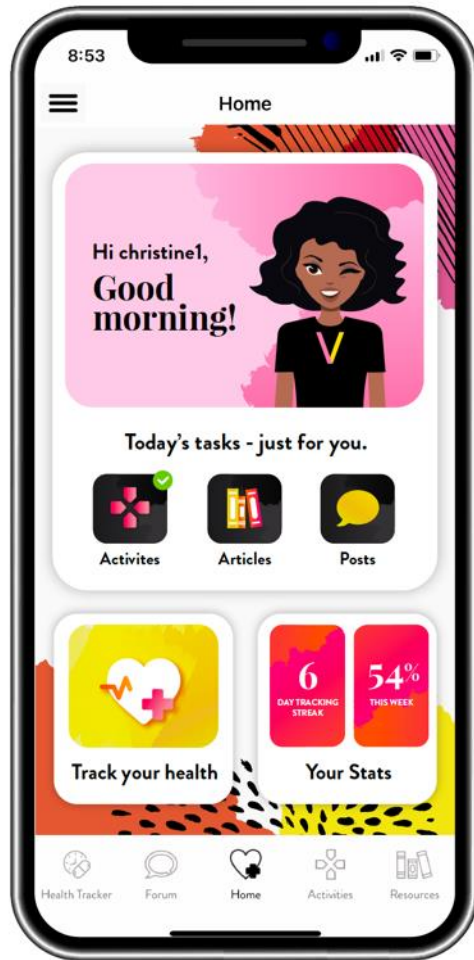 8:53
Home
Hi christine1,
Good
morning!
Today's tasks - just for you.
Activites
Articles
Posts
6
DAY TRACKING
STREAK
54%
THIS WEEK
Track your health
Your Stats
Health Tracker
Forum
Home
Activities
Resources